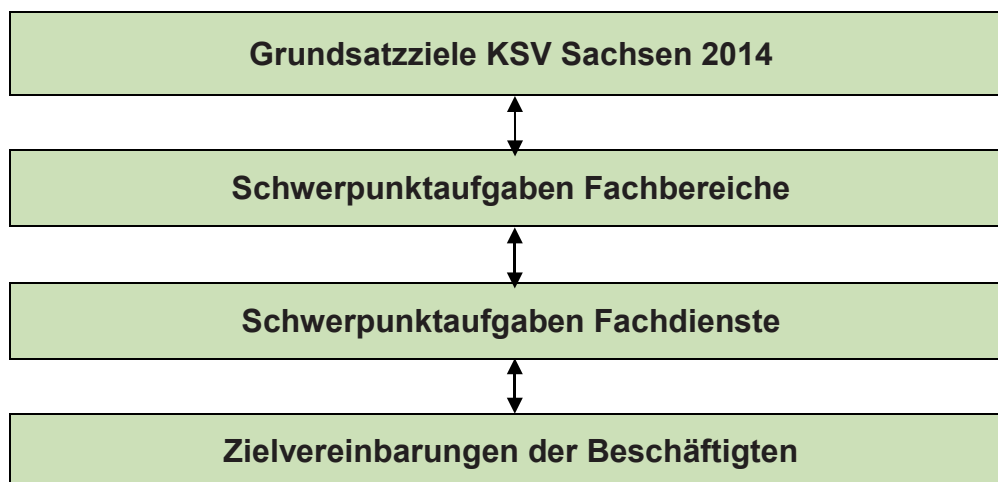 Grundsatzziele KSV Sachsen 2014
Schwerpunktaufgaben Fachbereiche
Schwerpunktaufgaben Fachdienste
Zielvereinbarungen der Beschäftigten